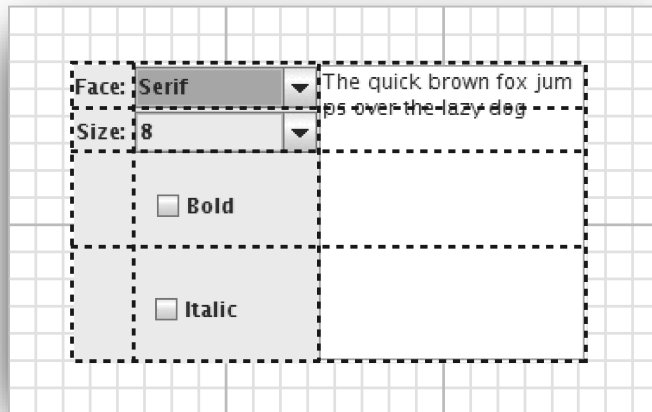 Face: Serif
Size: 8
Bold
Italic
The quick brown fox jum
ps over the lazy dog